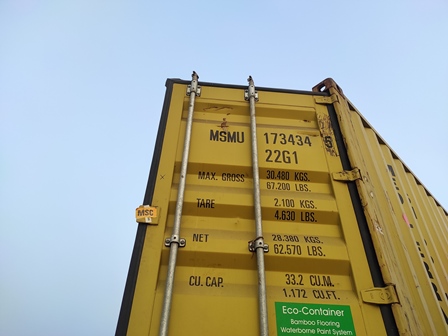 MSMU 173434 5
22G1
MAX. GROSS 30.480 KGS.
67.200 LBS.
TARE 2.100 KGS.
4.630 LBS.
MSC
NET 28.380 KGS.
62.570 LBS.
CU. CAP. 33.2 CU.M.
1.172 CU.FT.
Eco-Container
Bamboo Flooring
Waterborne Paint System